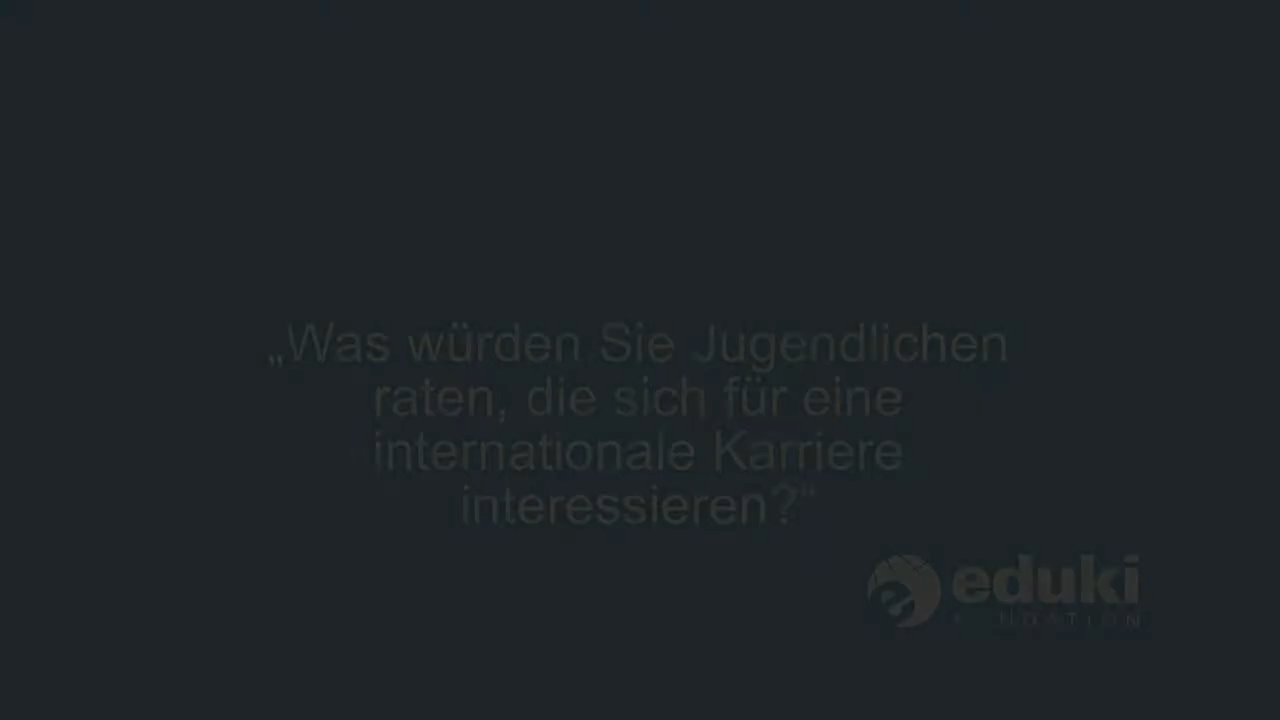 „Was würden Sie Jugendlichen
raten, die sich für eine
internationale Karriere
interessieren?“
eduki